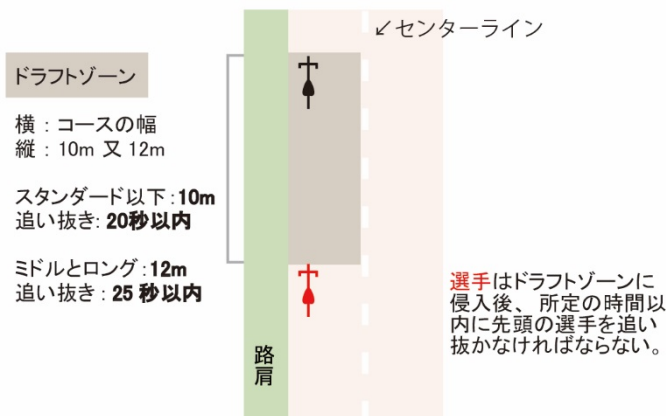 ↙センターライン
ドラフトゾーン
横：コースの幅
縦：10m 又 12m
スタンダード以下：10m
追い抜き：20秒以内
ミドルとロング：12m
追い抜き：25 秒以内
選手はドラフトゾーンに
侵入後、所定の時間以
内に先頭の選手を追い
抜かなければならない。
路肩